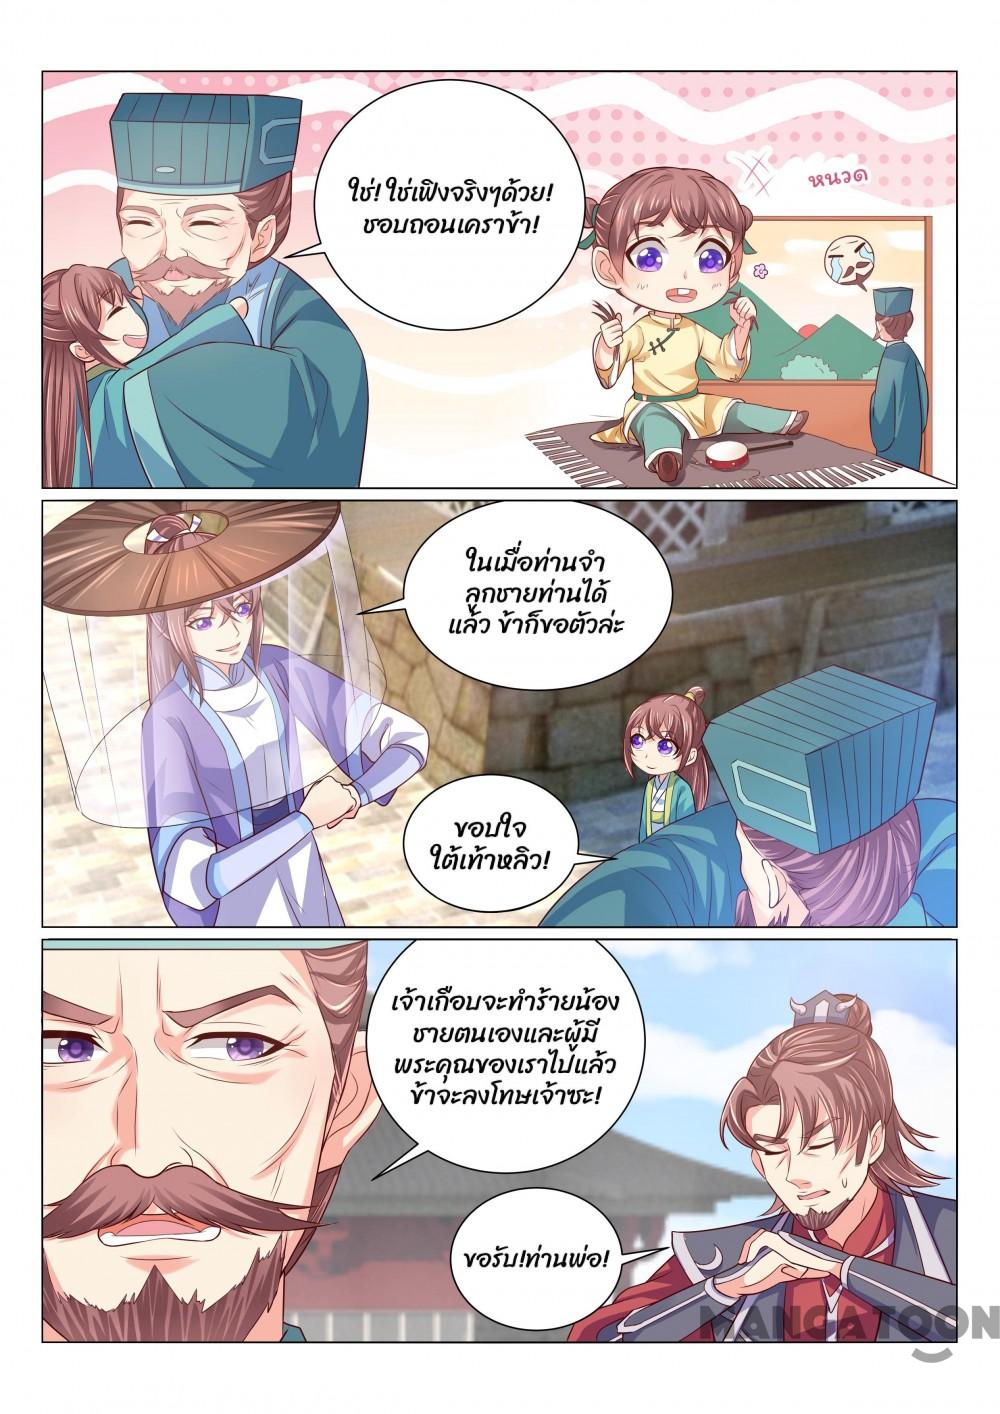 ใช่! ใช่เฟิงจริงๆด้วย!
ชอบถอนเคราข้า!
หนวด
ในเมื่อท่านจำ
ลูกชายท่านได้
แล้ว ข้าก็ขอตัวล่ะ
ขอบใจ
ใต้เท้าหลิว!
เจ้าเกือบจะทำร้ายน้อง
ชายตนเองและผู้มี
พระคุณของเราไปแล้ว
ข้าจะลงโทษเจ้าซะ!
ขอรับ!ท่านพ่อ!
MANGATOON